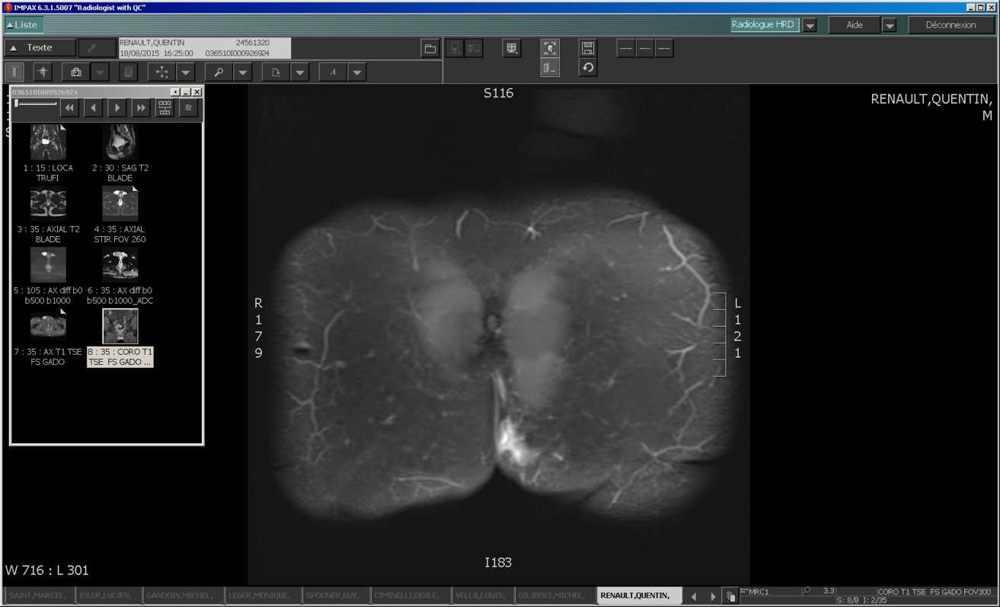 IMPAX 6.3.1.5007 "Radiologist with QC"
Liste
Radiologue HRD
Aide
Déconnexion
Texte
RENAULT,QUENTIN 24561320
18/08/2015 16:25:00 036510I000926924
A
036510I000926924
S116
RENAULT,QUENTIN,
M
1 : 15 : LOCA
TRUFI
2 : 30 : SAG T2
BLADE
3 : 35 : AXIAL T2
BLADE
4 : 35 : AXIAL
STIR FOV 260
5 : 105 : AX diff b0
b500 b1000
6 : 35 : AX diff b0
b500 b1000_ADC
7 : 35 : AX T1 TSE
FS GADO
8 : 35 : CORO T1
TSE FS GADO ...
R
1
7
9
L
1
2
1
I183
W 716 : L 301
SAINT,MARCEL,
ISLER,LUCIEN,
GANDOIN,MICHEL,
LEGER,MONIQUE,
SPOONER,GUY,
CIMINELLI,ODILE,
VELLA,LOUIS,
GILIBERT,MICHEL,
RENAULT,QUENTIN,
MRC1
3.3
CORO T1 TSE FS GADO FOV300
S: 8/8 I: 2/35